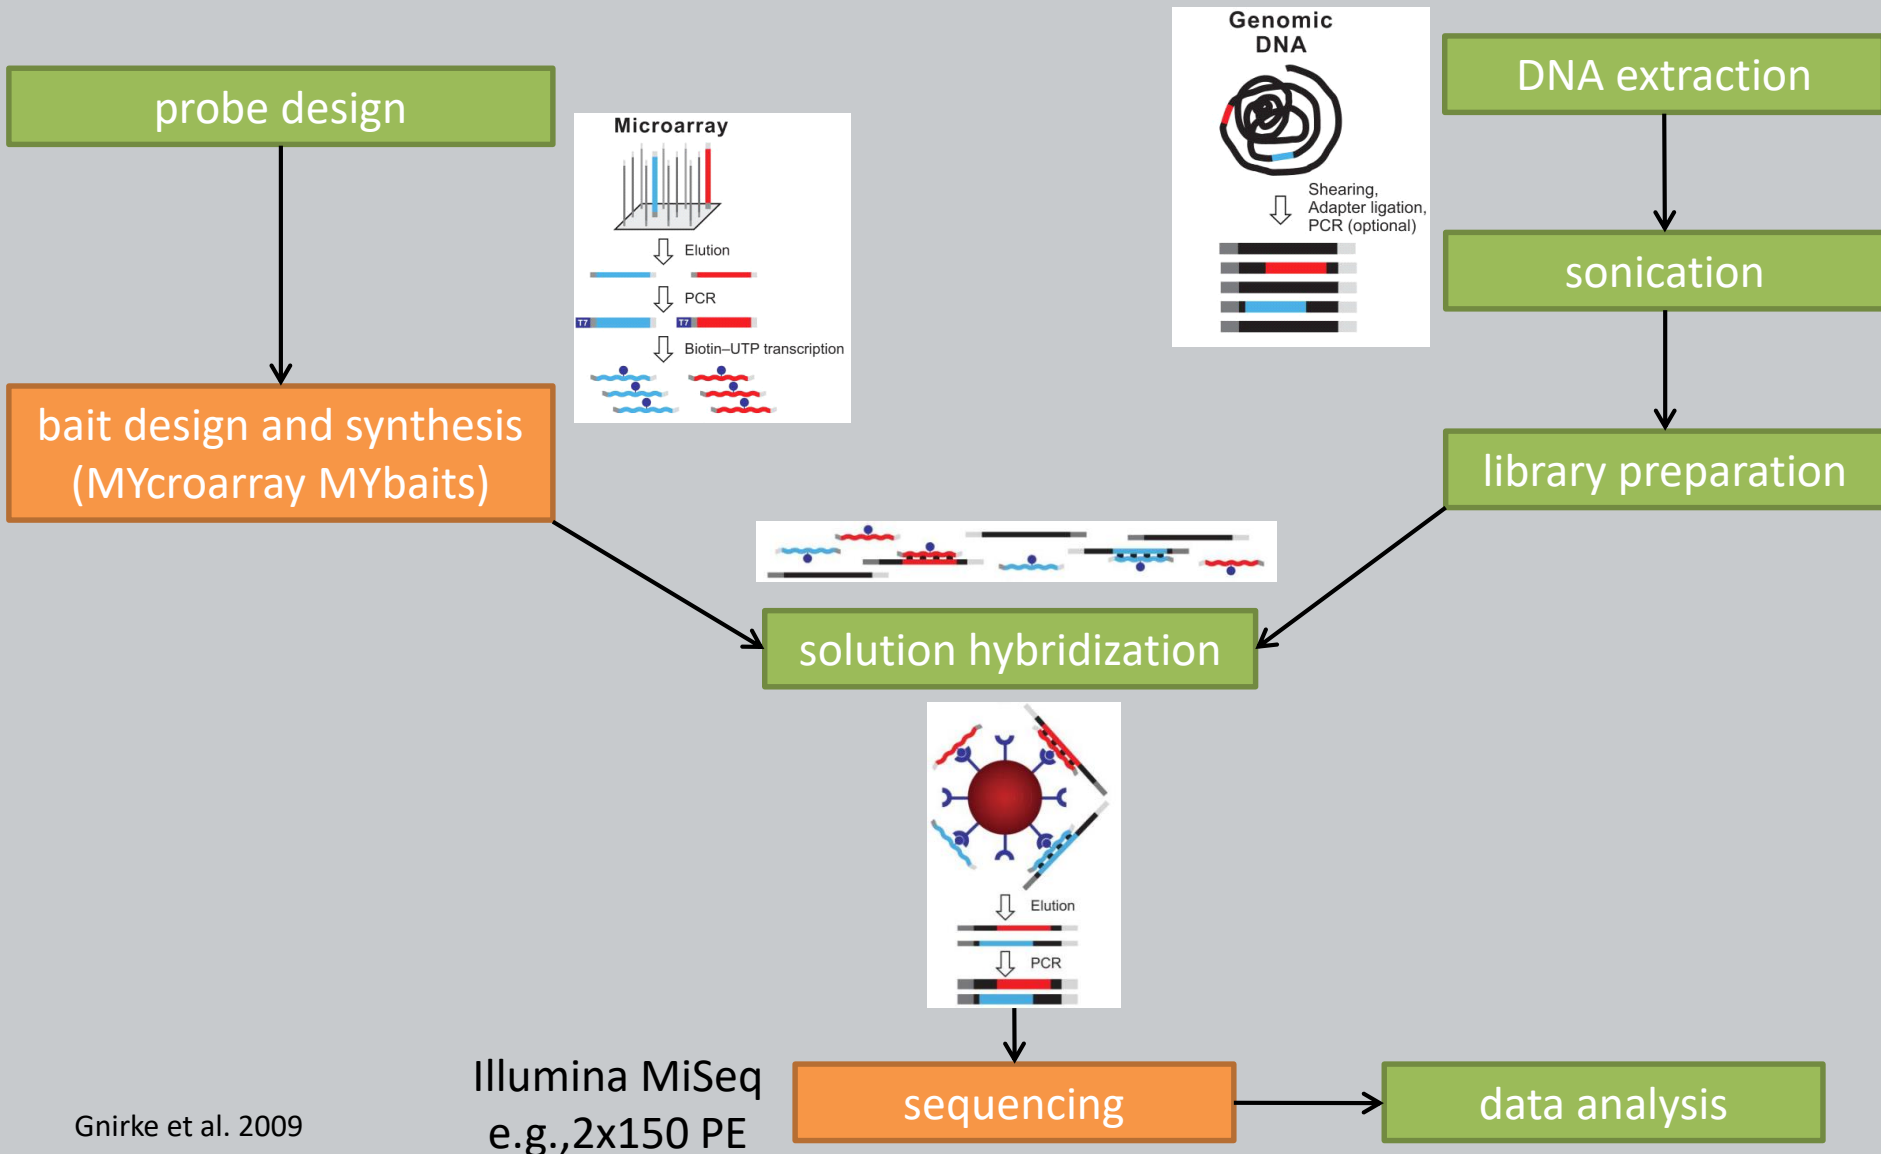 probe design
bait design and synthesis
(MYcroarray MYbaits)
Microarray
Elution
PCR
T7
T7
Biotin–UTP transcription
Genomic
DNA
Shearing,
Adapter ligation,
PCR (optional)
DNA extraction
sonication
library preparation
solution hybridization
Elution
PCR
Illumina MiSeq
e.g.,2x150 PE
sequencing
data analysis
Gnirke et al. 2009